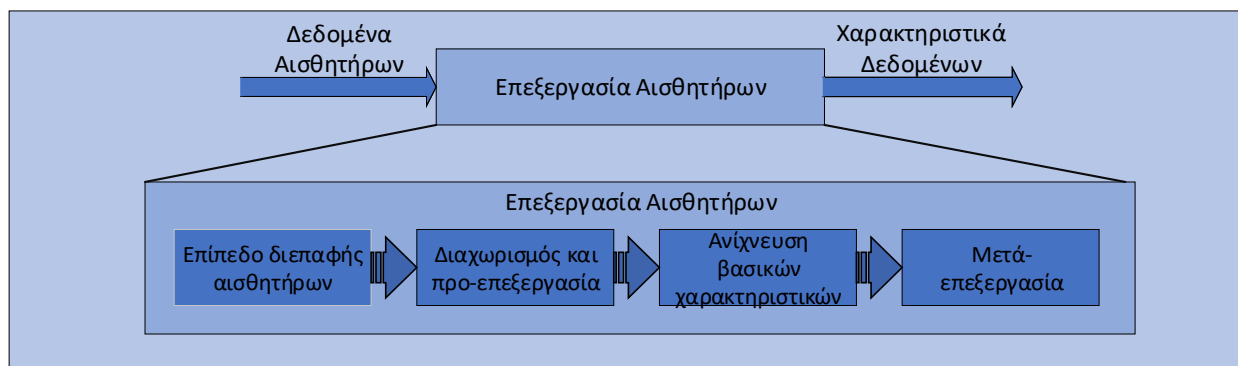 Δεδομένα
Αισθητήρων
Επεξεργασία Αισθητήρων
Χαρακτηριστικά
Δεδομένων
Επεξεργασία Αισθητήρων
Επίπεδο διεπαφής
αισθητήρων
Διαχωρισμός και
προ-επεξεργασία
Ανίχνευση
βασικών
χαρακτηριστικών
Μετά-
επεξεργασία